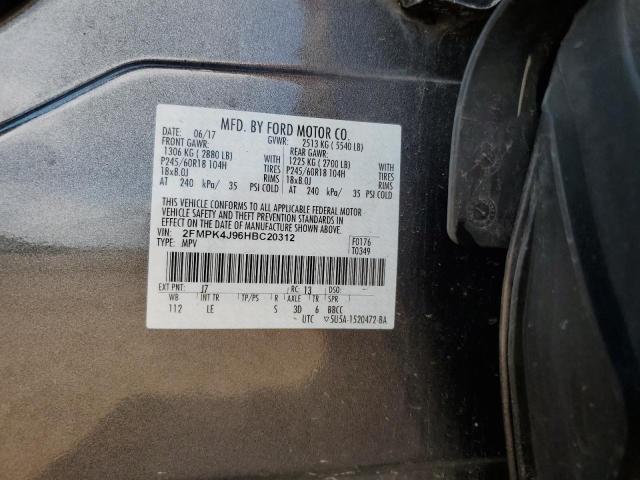 MFD. BY FORD MOTOR CO.
DATE: 06/17 GVWR: 2513 KG ( 5540 LB)
FRONT GAWR: REAR GAWR:
1306 KG ( 2880 LB) 1225 KG ( 2700 LB)
P245/60R18 104H TIRES P245/60R18 104H TIRES
18x8.0J RIMS 18x8.0J RIMS
AT 240 kPa/ 35 PSI COLD AT 240 kPa/ 35 PSI COLD
THIS VEHICLE CONFORMS TO ALL APPLICABLE FEDERAL MOTOR
VEHICLE SAFETY AND THEFT PREVENTION STANDARDS IN
EFFECT ON THE DATE OF MANUFACTURE SHOWN ABOVE.
VIN: 2FMPK4J96HBC20312 F0176
TYPE: MPV T0349
EXT PNT: J7 RC: 13 DSO:
WB INT TR TP/PS R AXLE TR SPR
112 LE S 3D 6 BBCC
- UTC ▽5U5A-1520472-BA